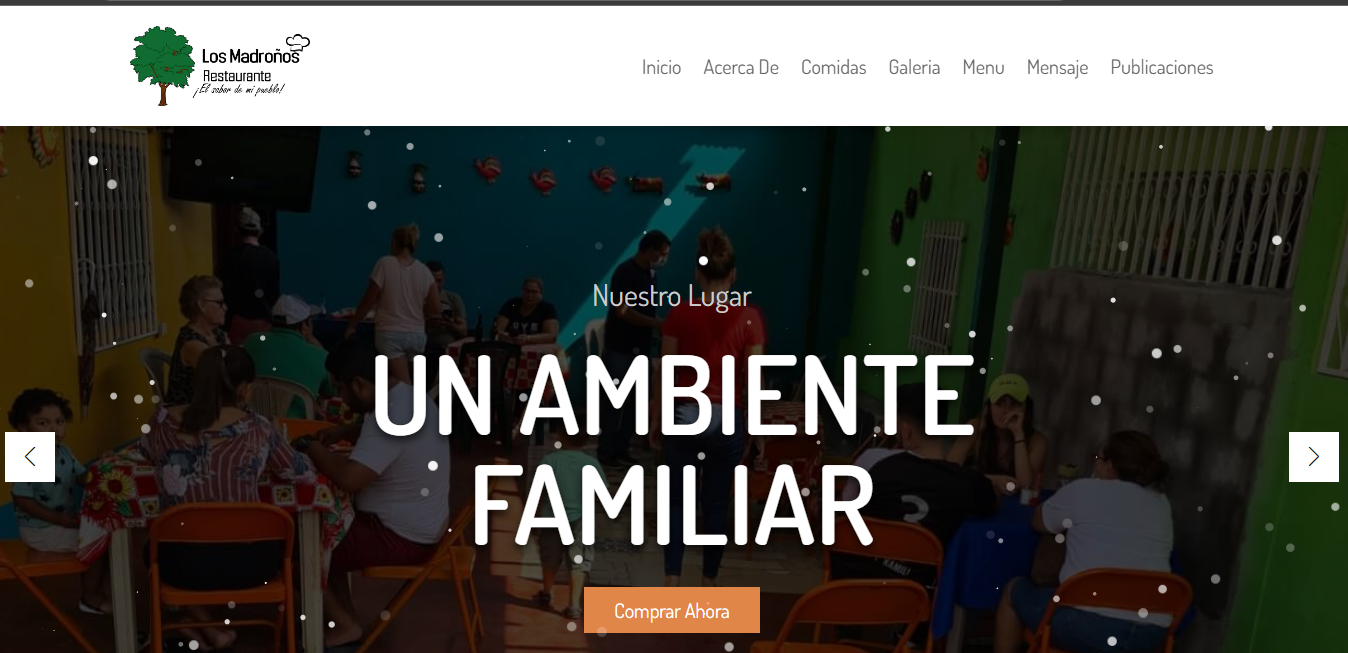 Los Madroños
Restaurante
¡El sabor de mi pueblo!
Inicio Acerca De Comidas Galeria Menu Mensaje Publicaciones
Nuestro Lugar
UN AMBIENTE
FAMILIAR
Comprar Ahora